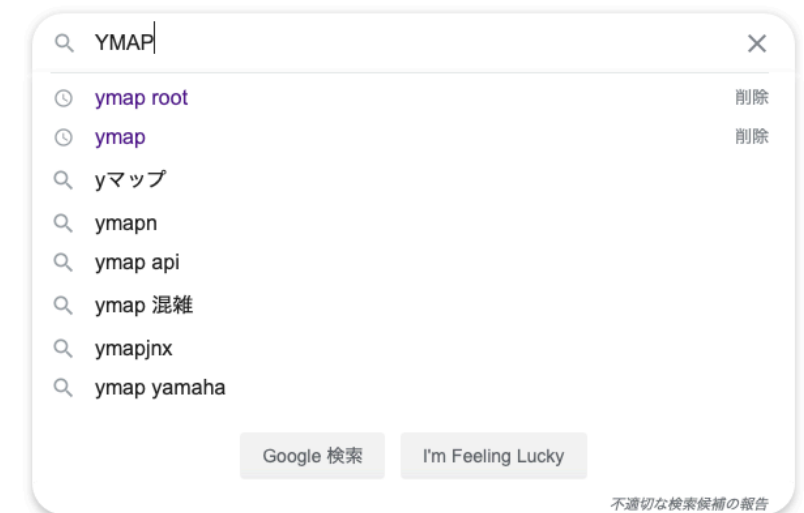 YMAP
ymap root 削除
ymap 削除
yマップ
ymapn
ymap api
ymap 混雑
ymapjnx
ymap yamaha
Google 検索 I'm Feeling Lucky
不適切な検索候補の報告